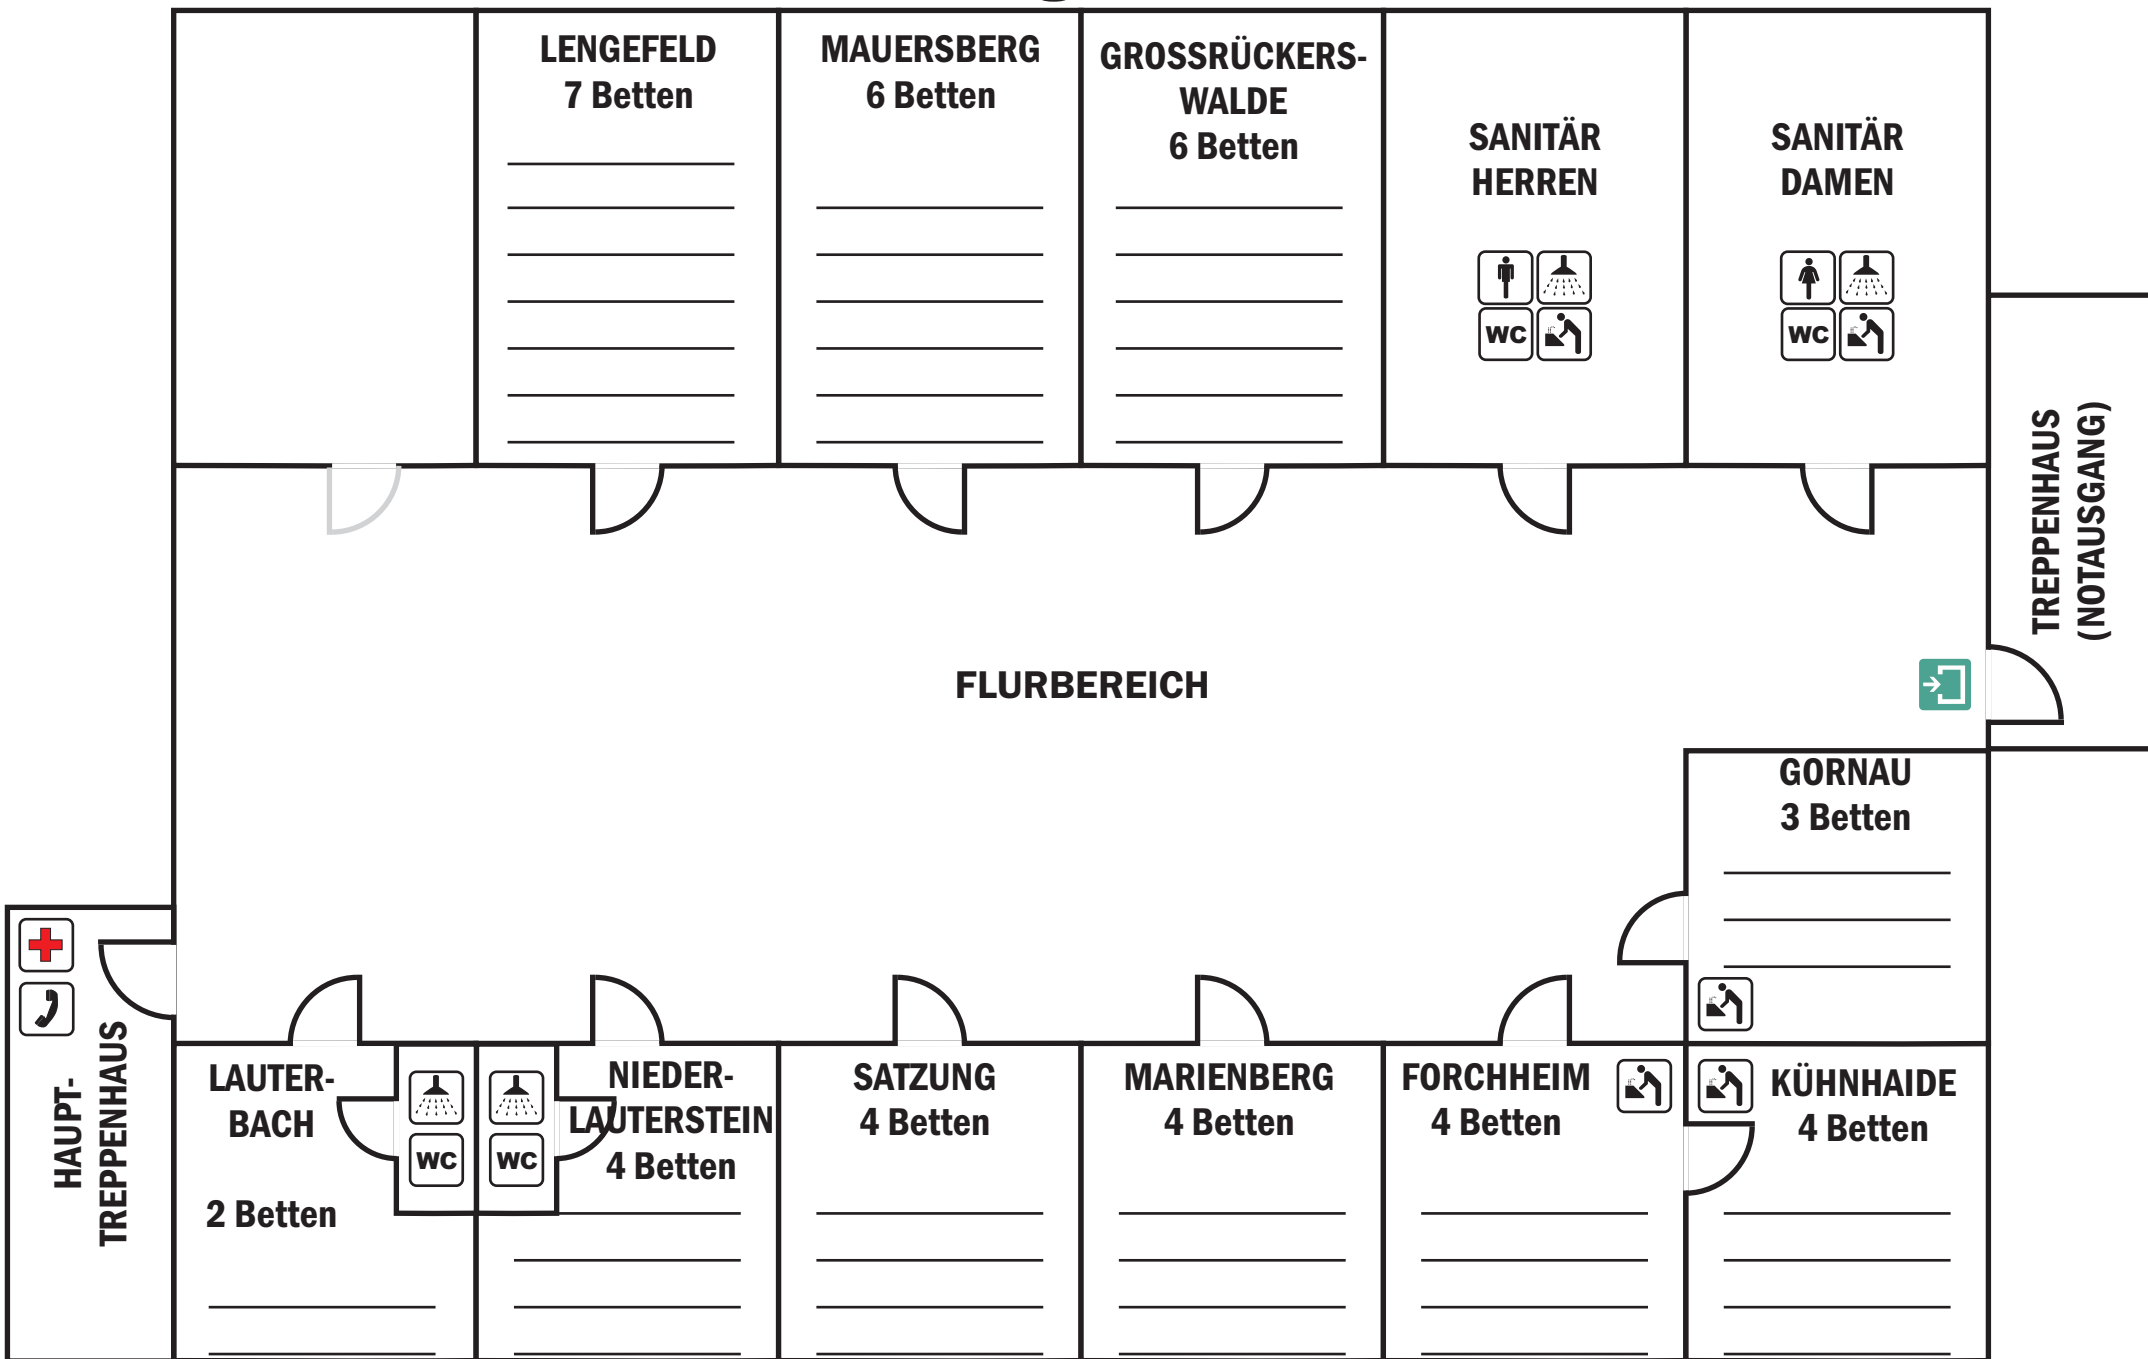 LENGEFELD
7 Betten
MAUERSBERG
6 Betten
GROSSRÜCKERS-
WALDE
6 Betten
SANITÄR
HERREN
WC
SANITÄR
DAMEN
WC
TREPPENHAUS
(NOTAUSGANG)
FLURBEREICH
GORNAU
3 Betten
HAUPT-
TREPPENHAUS
LAUTER-
BACH
2 Betten
WC
WC
NIEDER-
LAUTERSTEIN
4 Betten
SATZUNG
4 Betten
MARIENBERG
4 Betten
FORCHHEIM
4 Betten
KÜHNHAIDE
4 Betten